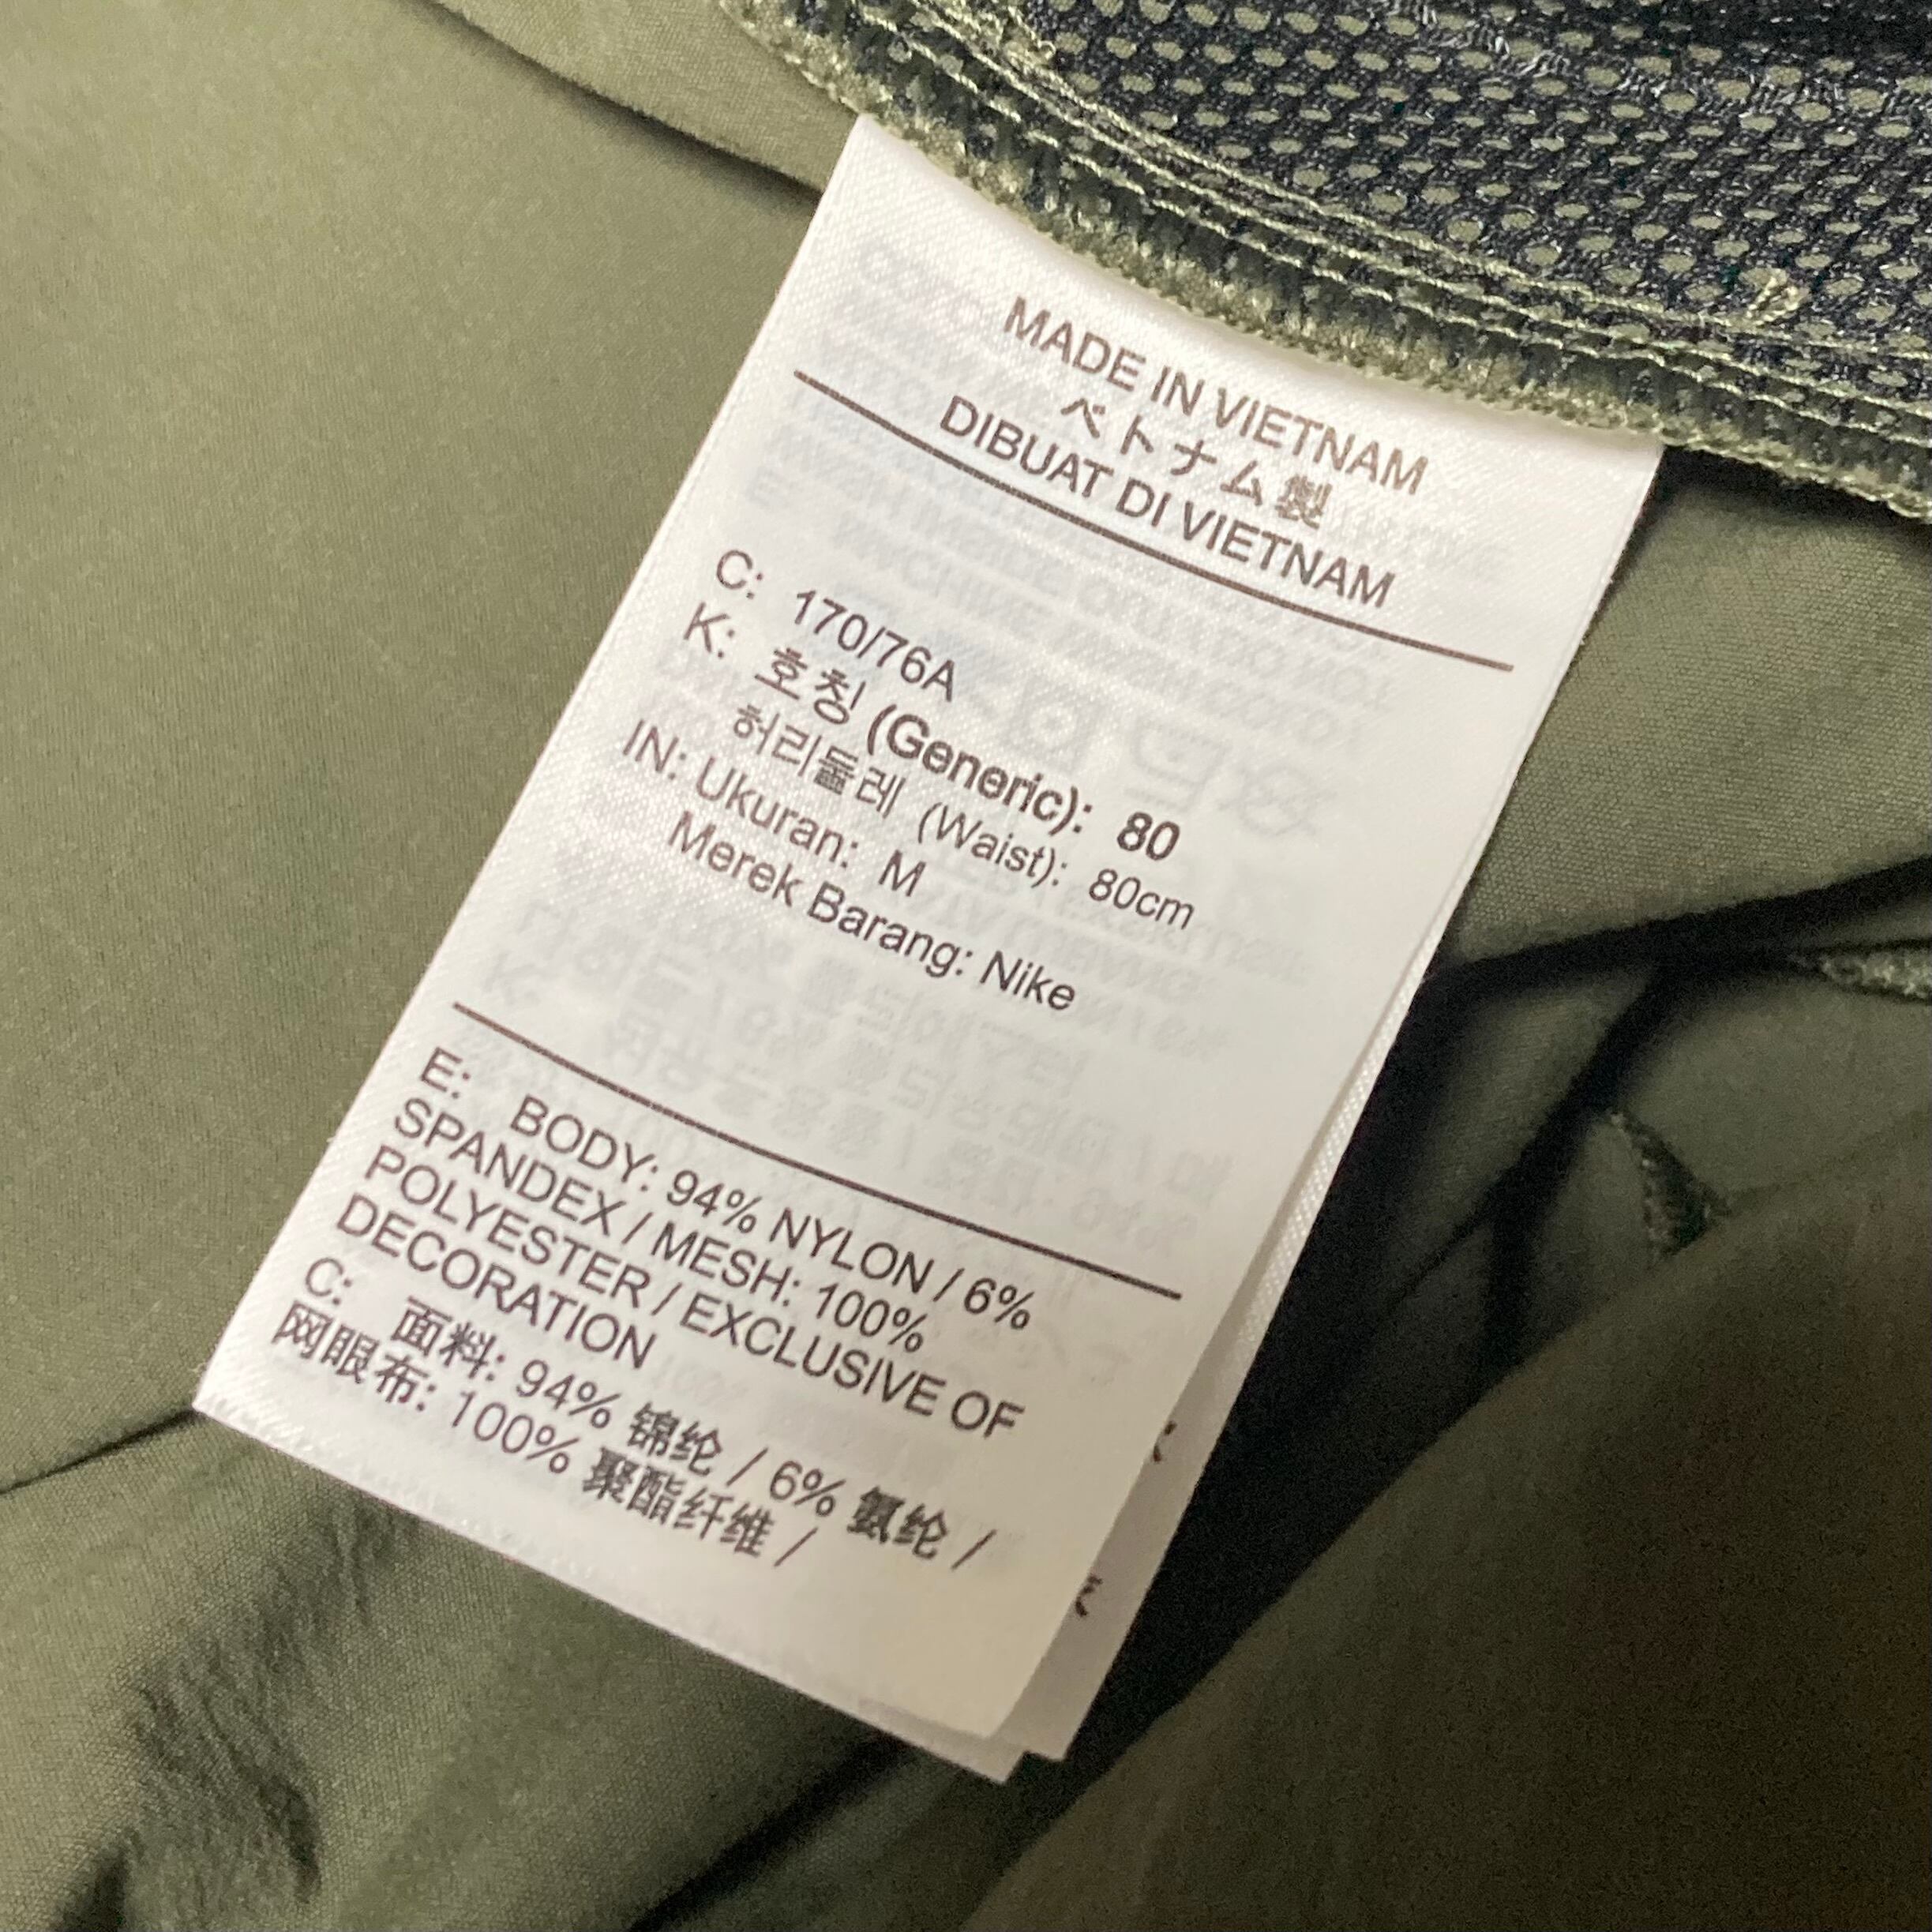 MADE IN VIETNAM
ベトナム製
DIBUAT DI VIETNAM
C: 170/76A
K: 호칭 (Generic): 80
허리둘레 (Waist): 80cm
IN: Ukuran: M
Merek Barang: Nike
E: BODY: 94% NYLON / 6%
SPANDEX / MESH: 100%
POLYESTER / EXCLUSIVE OF
DECORATION
C: 面料: 94% 锦纶 / 6% 氨纶 /
网眼布: 100% 聚酯纤维 /